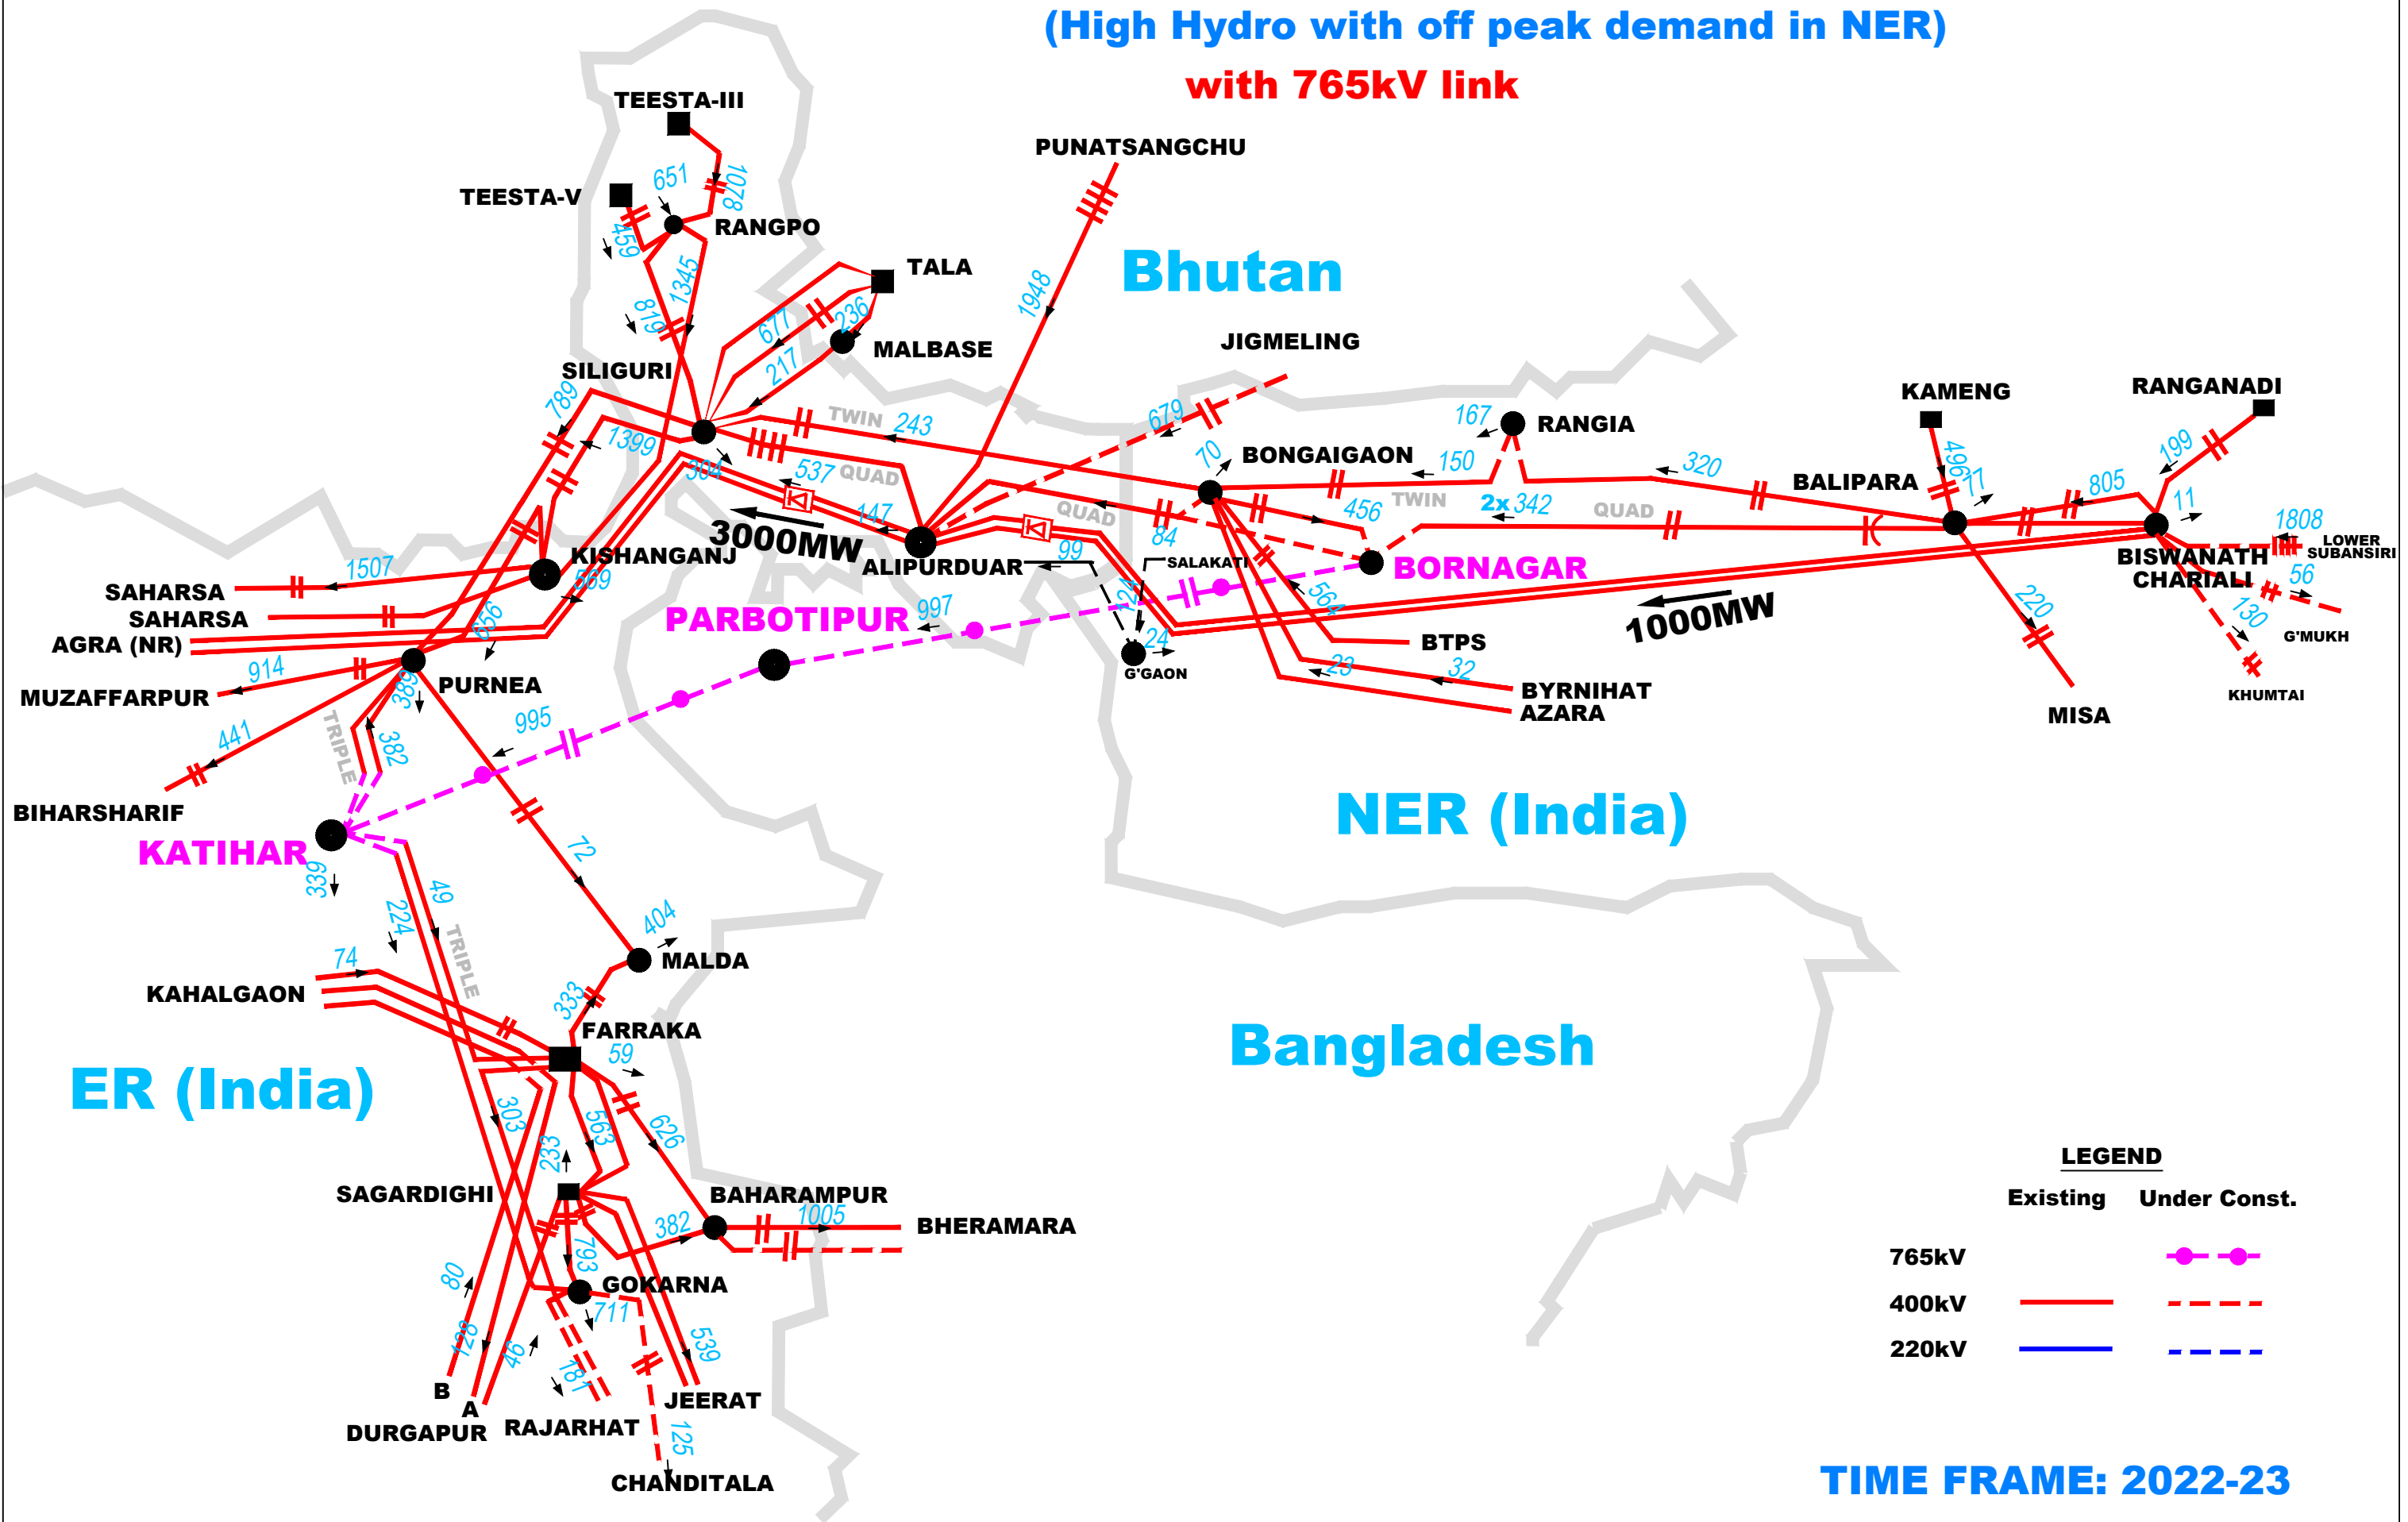 (High Hydro with off peak demand in NER)
with 765kV link
TEESTA-III
PUNATSANGCHU
651
1078
TEESTA-V
RANGPO
459
Bhutan
1345
TALA
1948
819
677
236
JIGMELING
MALBASE
217
SILIGURI
KAMENG
RANGANADI
789
TWIN
243
679
167
RANGIA
1399
304
537
QUAD
70
BONGAIGAON
150
320
BALIPARA
496
77
199
805
11
TWIN
2x 342
QUAD
456
QUAD
84
147
3000MW
99
1808
LOWER
SUBANSIRI
KISHANGANJ
ALIPURDUAR
SALAKATI
BORNAGAR
BISWANATH
CHARIALI
56
1507
569
SAHARSA
SAHARSA
124
564
220
130
G'MUKH
656
PARBOTIPUR
997
1000MW
AGRA (NR)
24
BTPS
G'GAON
23
32
914
389
PURNEA
MUZAFFARPUR
BYRNIHAT
AZARA
KHUMTAI
MISA
441
TRIPLE
382
995
BIHARSHARIF
NER (India)
KATIHAR
72
339
49
224
404
TRIPLE
74
MALDA
KAHALGAON
333
FARRAKA
59
Bangladesh
ER (India)
303
563
626
233
LEGEND
SAGARDIGHI
BAHARAMPUR
Existing
Under Const.
382
1005
BHERAMARA
793
765kV
80
GOKARNA
711
400kV
128
46
181
539
220kV
B
A
JEERAT
DURGAPUR
RAJARHAT
125
CHANDITALA
TIME FRAME: 2022-23